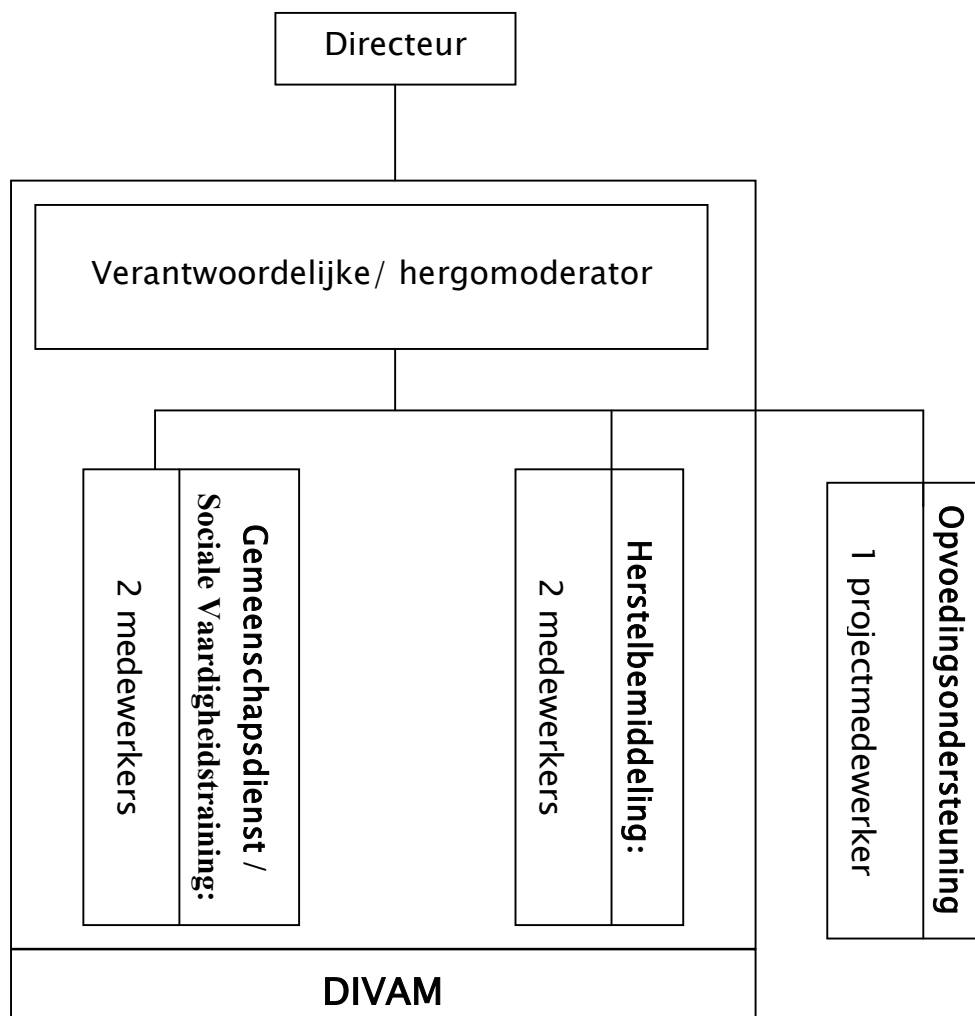 Directeur
Verantwoordelijke/ hergomoderator
Gemeenschapsdienst /
Sociale Vaardigheidstraining:
2 medewerkers
Herstelbemiddeling:
2 medewerkers
Opvoedingsondersteuning
1 projectmedewerker
DIVAM